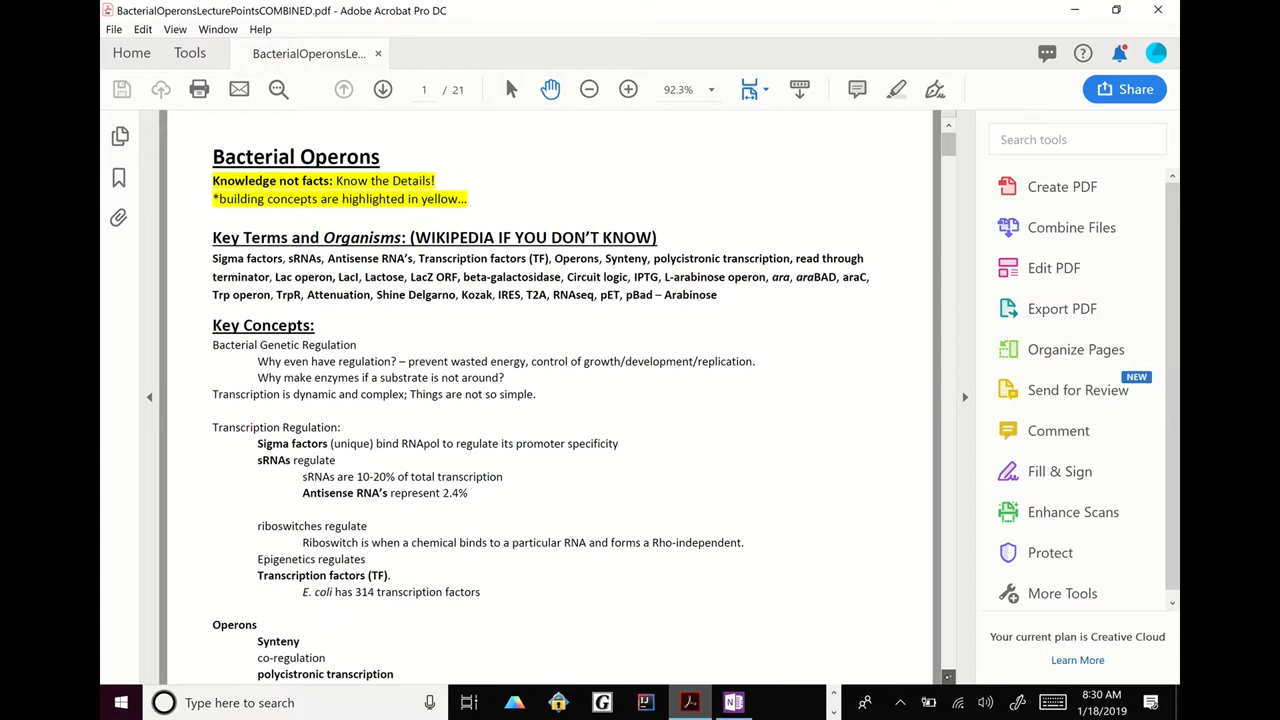 BacterialOperonsLecturePointsCOMBINED.pdf - Adobe Acrobat Pro DC
File Edit View Window Help
Home Tools BacterialOperonsLe... ×
1 / 21 92.3% Share
Bacterial Operons
Knowledge not facts: Know the Details!
*building concepts are highlighted in yellow…
Key Terms and Organisms: (WIKIPEDIA IF YOU DON'T KNOW)
Sigma factors, sRNAs, Antisense RNA's, Transcription factors (TF), Operons, Synteny, polycistronic transcription, read through
terminator, Lac operon, LacI, Lactose, LacZ ORF, beta-galactosidase, Circuit logic, IPTG, L-arabinose operon, ara, araBAD, araC,
Trp operon, TrpR, Attenuation, Shine Delgarno, Kozak, IRES, T2A, RNAseq, pET, pBad – Arabinose
Key Concepts:
Bacterial Genetic Regulation
Why even have regulation? – prevent wasted energy, control of growth/development/replication.
Why make enzymes if a substrate is not around?
Transcription is dynamic and complex; Things are not so simple.
Transcription Regulation:
Sigma factors (unique) bind RNApol to regulate its promoter specificity
sRNAs regulate
sRNAs are 10-20% of total transcription
Antisense RNA's represent 2.4%
riboswitches regulate
Riboswitch is when a chemical binds to a particular RNA and forms a Rho-independent.
Epigenetics regulates
Transcription factors (TF).
E. coli has 314 transcription factors
Operons
Synteny
co-regulation
polycistronic transcription
Search tools
Create PDF
Combine Files
Edit PDF
Export PDF
Organize Pages
NEW
Send for Review
Comment
Fill & Sign
Enhance Scans
Protect
More Tools
Your current plan is Creative Cloud
Learn More
Type here to search
8:30 AM
1/18/2019